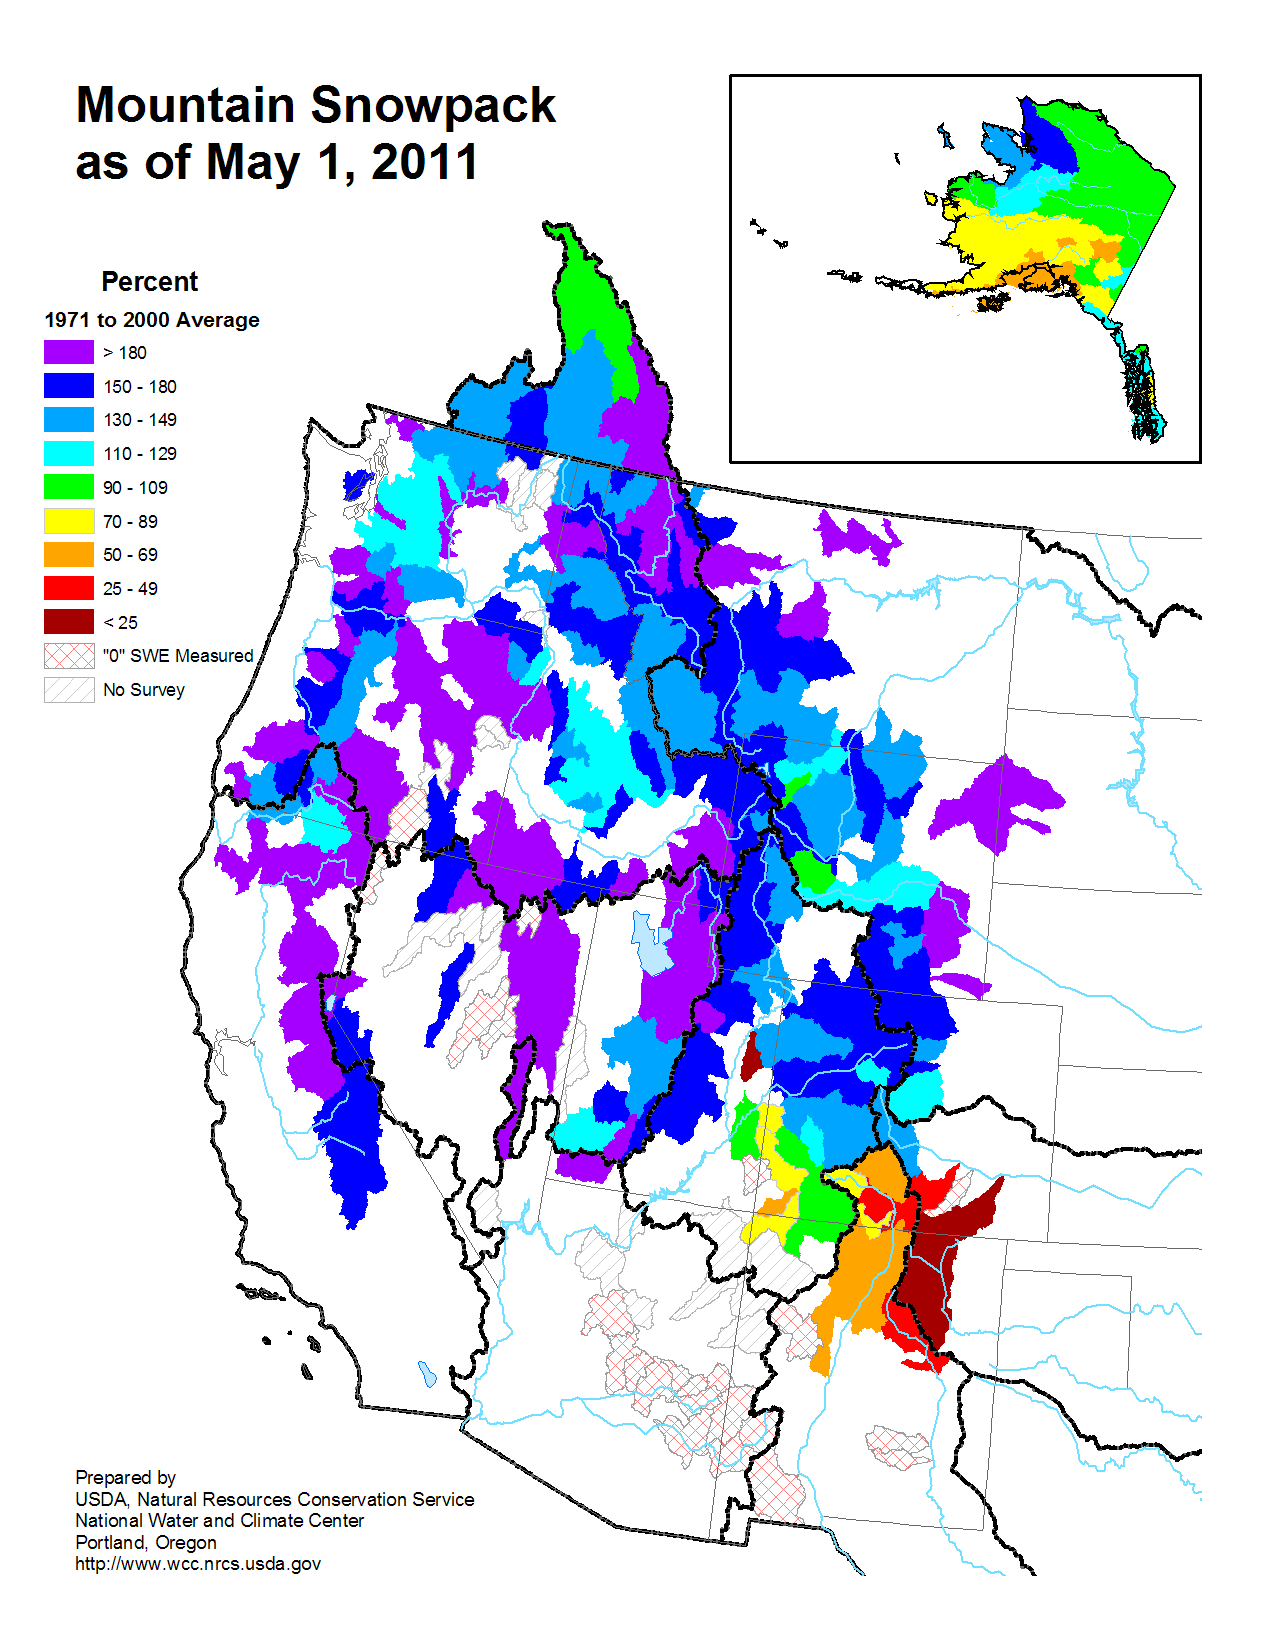 Mountain Snowpack
as of May 1, 2011
Percent
1971 to 2000 Average
> 180
150 - 180
130 - 149
110 - 129
90 - 109
70 - 89
50 - 69
25 - 49
< 25
"0" SWE Measured
No Survey
Prepared by
USDA, Natural Resources Conservation Service
National Water and Climate Center
Portland, Oregon
http://www.wcc.nrcs.usda.gov